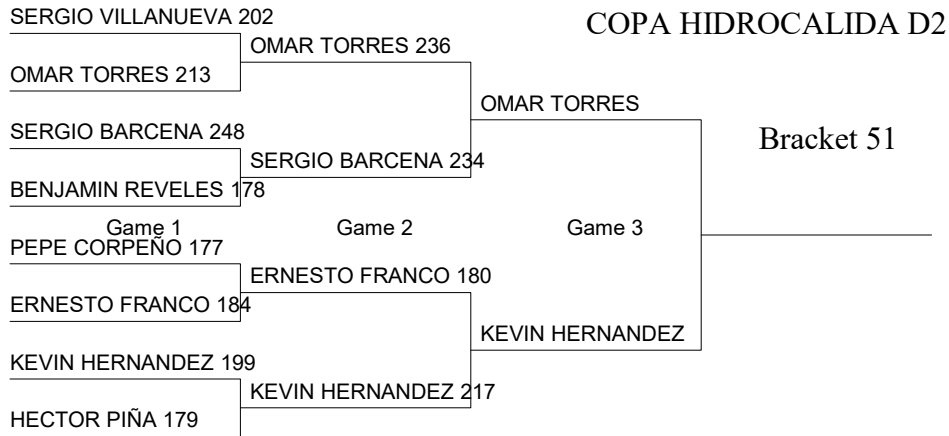 SERGIO VILLANUEVA 202
COPA HIDROCALIDA D2
OMAR TORRES 236
OMAR TORRES 213
OMAR TORRES
SERGIO BARCENA 248
Bracket 51
SERGIO BARCENA 234
BENJAMIN REVELES 178
Game 1
Game 2
Game 3
PEPE CORPEÑO 177
ERNESTO FRANCO 180
ERNESTO FRANCO 184
KEVIN HERNANDEZ
KEVIN HERNANDEZ 199
KEVIN HERNANDEZ 217
HECTOR PIÑA 179